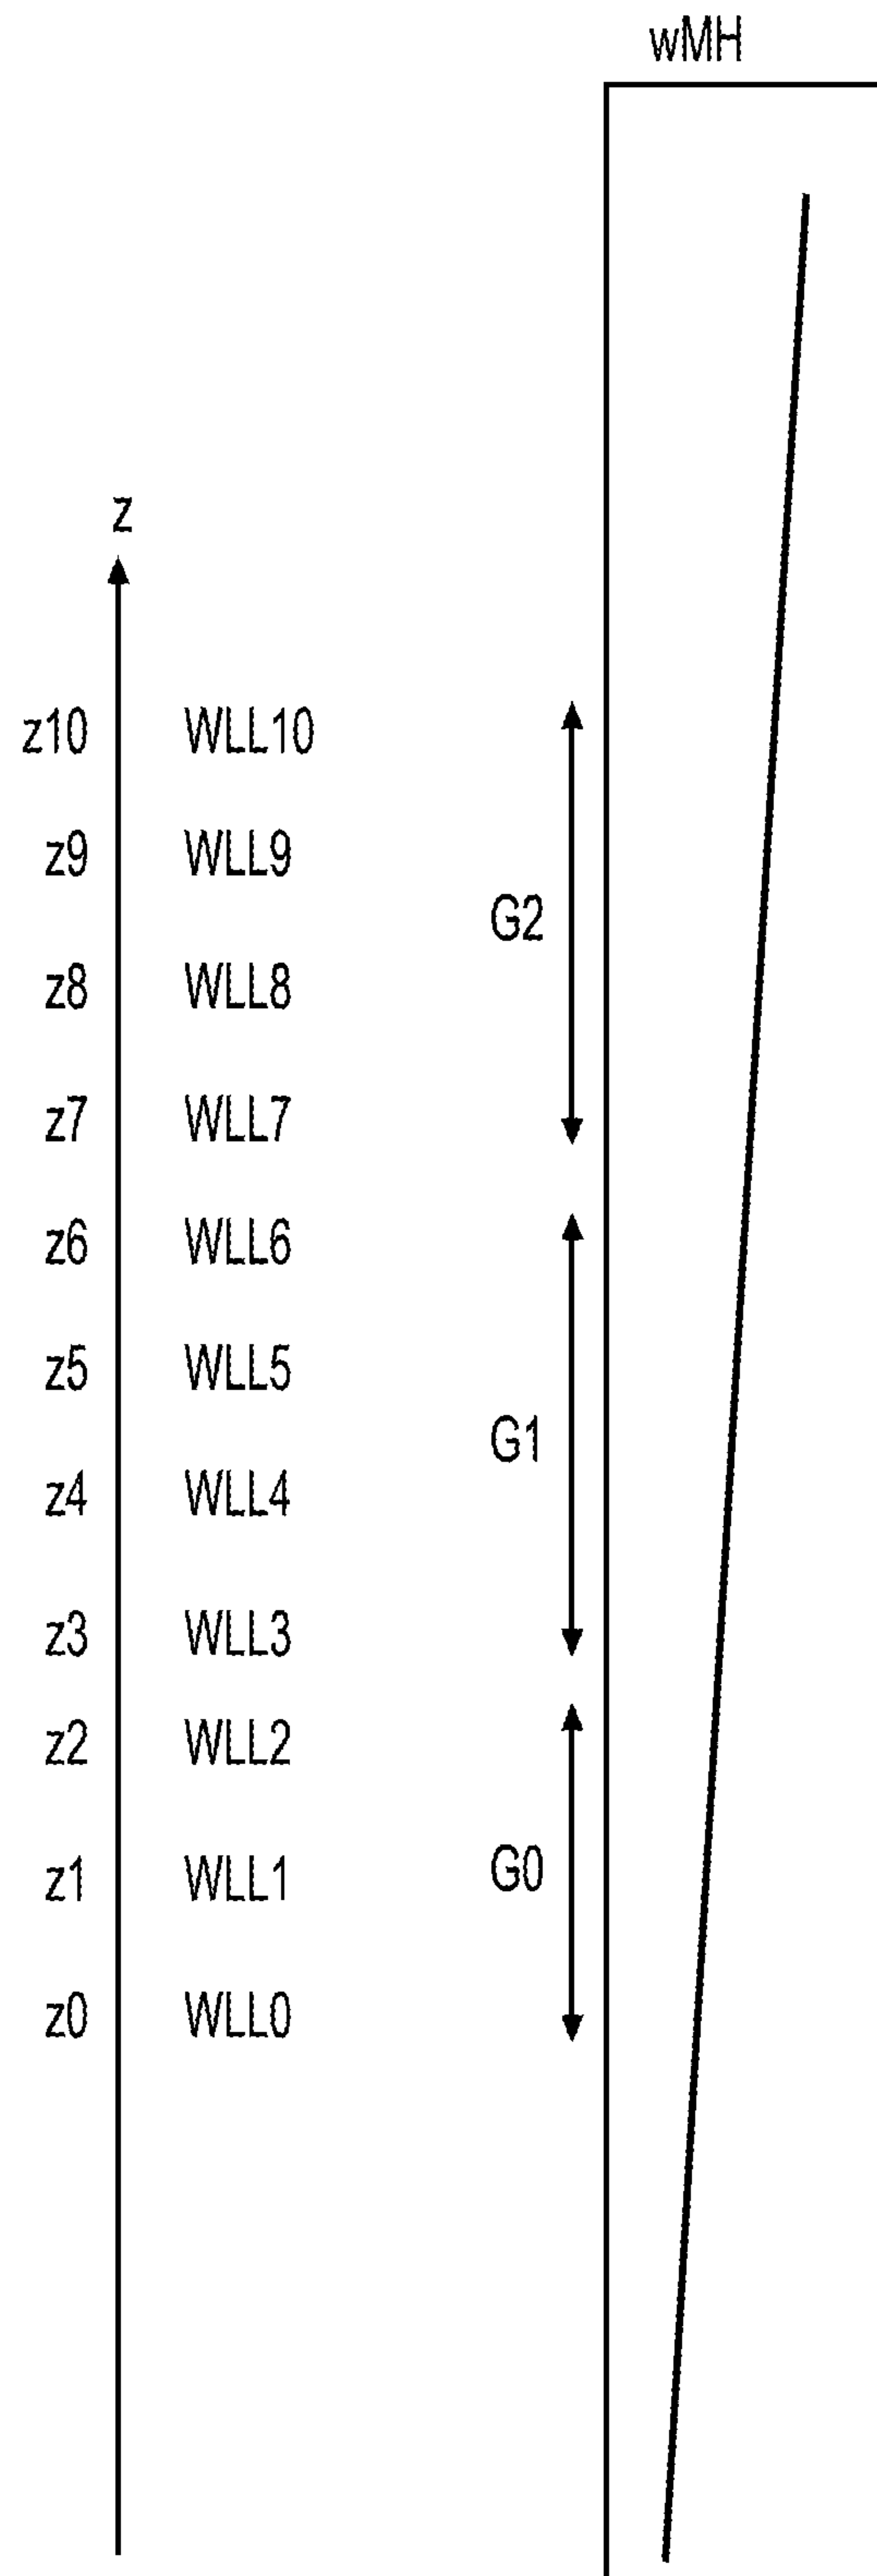 wMH
z
z10 WLL10
z9 WLL9
G2
z8 WLL8
z7 WLL7
z6 WLL6
z5 WLL5
G1
z4 WLL4
z3 WLL3
z2 WLL2
z1 WLL1
G0
z0 WLL0